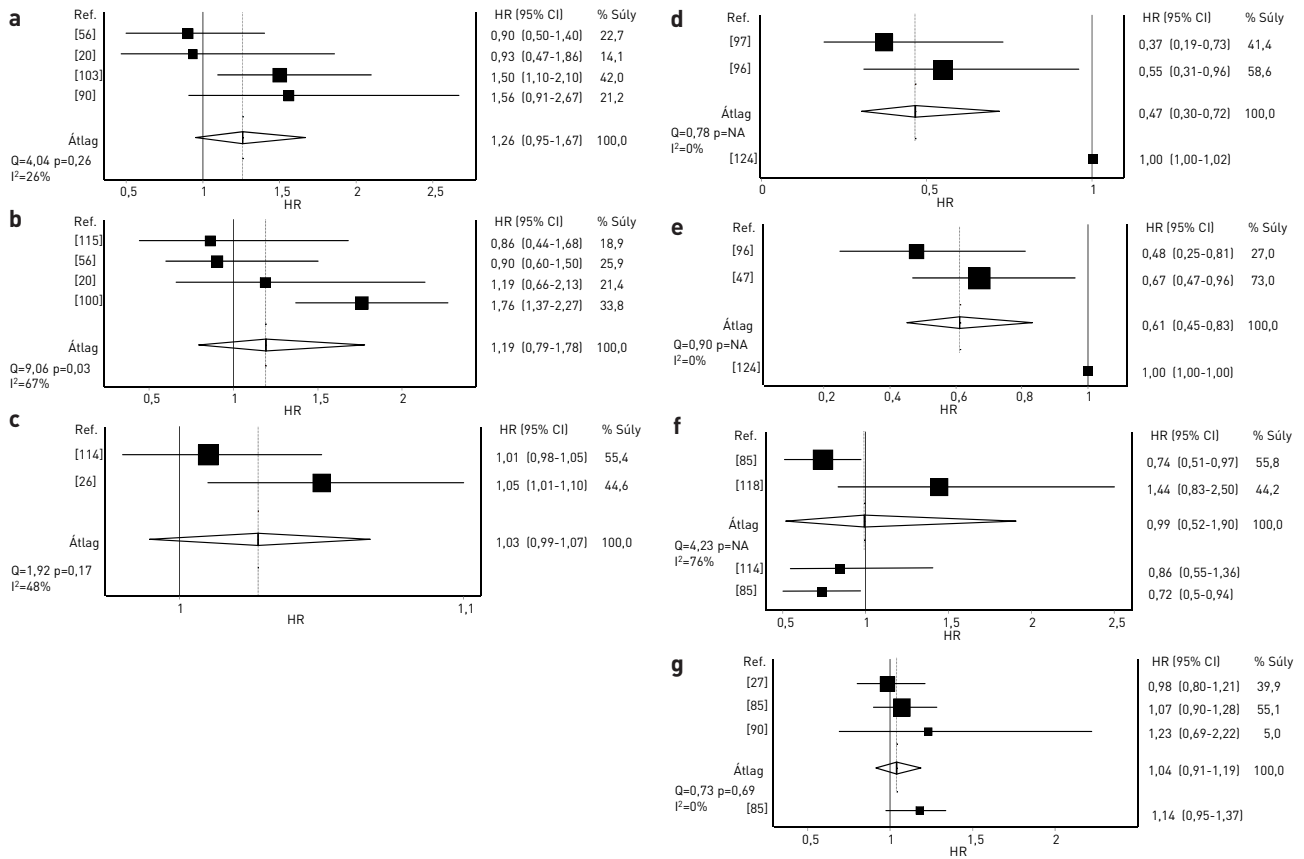 a
Ref. HR (95% CI) % Súly
[56] 0,90 (0,50-1,40) 22,7
[20] 0,93 (0,47-1,86) 14,1
[103] 1,50 (1,10-2,10) 42,0
[90] 1,56 (0,91-2,67) 21,2
Átlag 1,26 (0,95-1,67) 100,0
Q=4,04 p=0,26
I²=26%
0,5 1 1,5 2 2,5
HR
b
Ref. HR (95% CI) % Súly
[115] 0,86 (0,44-1,68) 18,9
[56] 0,90 (0,60-1,50) 25,9
[20] 1,19 (0,66-2,13) 21,4
[100] 1,76 (1,37-2,27) 33,8
Átlag 1,19 (0,79-1,78) 100,0
Q=9,06 p=0,03
I²=67%
0,5 1 1,5 2
HR
c
Ref. HR (95% CI) % Súly
[114] 1,01 (0,98-1,05) 55,4
[26] 1,05 (1,01-1,10) 44,6
Átlag 1,03 (0,99-1,07) 100,0
Q=1,92 p=0,17
I²=48%
1 1,1
HR
d
Ref. HR (95% CI) % Súly
[97] 0,37 (0,19-0,73) 41,4
[96] 0,55 (0,31-0,96) 58,6
Átlag 0,47 (0,30-0,72) 100,0
Q=0,78 p=NA
I²=0%
[124] 1,00 (1,00-1,02)
0 0,5 1
HR
e
Ref. HR (95% CI) % Súly
[96] 0,48 (0,25-0,81) 27,0
[47] 0,67 (0,47-0,96) 73,0
Átlag 0,61 (0,45-0,83) 100,0
Q=0,90 p=NA
I²=0%
[124] 1,00 (1,00-1,00)
0,2 0,4 0,6 0,8 1
HR
f
Ref. HR (95% CI) % Súly
[85] 0,74 (0,51-0,97) 55,8
[118] 1,44 (0,83-2,50) 44,2
Átlag 0,99 (0,52-1,90) 100,0
Q=4,23 p=NA
I²=76%
[114] 0,86 (0,55-1,36)
[85] 0,72 (0,5-0,94)
0,5 1 1,5 2 2,5
HR
g
Ref. HR (95% CI) % Súly
[27] 0,98 (0,80-1,21) 39,9
[85] 1,07 (0,90-1,28) 55,1
[90] 1,23 (0,69-2,22) 5,0
Átlag 1,04 (0,91-1,19) 100,0
Q=0,73 p=0,69
I²=0%
[85] 1,14 (0,95-1,37)
0,5 1 1,5 2
HR